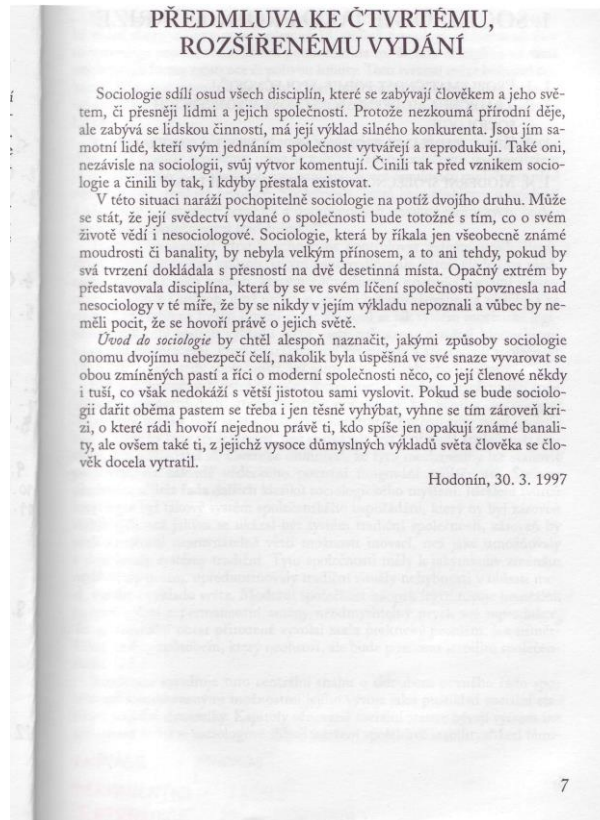 PŘEDMLUVA KE ČTVRTÉMU,
ROZŠÍŘENÉMU VYDÁNÍ
Sociologie sdílí osud všech disciplín, které se zabývají člověkem a jeho svě-
tem, či přesněji lidmi a jejich společností. Protože nezkoumá přírodní děje,
ale zabývá se lidskou činností, má její výklad silného konkurenta. Jsou jím sa-
motní lidé, kteří svým jednáním společnost vytvářejí a reprodukují. Také oni,
nezávisle na sociologii, svůj výtvor komentují. Činili tak před vznikem socio-
logie a činili by tak, i kdyby přestala existovat.
V této situaci naráží pochopitelně sociologie na potíž dvojího druhu. Může
se stát, že její svědectví vydané o společnosti bude totožné s tím, co o svém
životě vědí i nesociologové. Sociologie, která by říkala jen všeobecně známé
moudrosti či banality, by nebyla velkým přínosem, a to ani tehdy, pokud by
svá tvrzení dokládala s přesností na dvě desetinná místa. Opačný extrém by
představovala disciplína, která by se ve svém líčení společnosti povznesla nad
nesociology v té míře, že by se nikdy v jejím výkladu nepoznali a vůbec by ne-
měli pocit, že se hovoří právě o jejich světě.
Úvod do sociologie by chtěl alespoň naznačit, jakými způsoby sociologie
onomu dvojímu nebezpečí čelí, nakolik byla úspěšná ve své snaze vyvarovat se
obou zmíněných pastí a říci o moderní společnosti něco, co její členové někdy
i tuší, co však nedokáží s větší jistotou sami vyslovit. Pokud se bude sociolo-
gii dařit oběma pastem se třeba i jen těsně vyhýbat, vyhne se tím zároveň kri-
zi, o které rádi hovoří nejednou právě ti, kdo spíše jen opakují známé banali-
ty, ale ovšem také ti, z jejichž vysoce důmyslných výkladů světa člověka se člo-
věk docela vytratil.
Hodonín, 30. 3. 1997
7